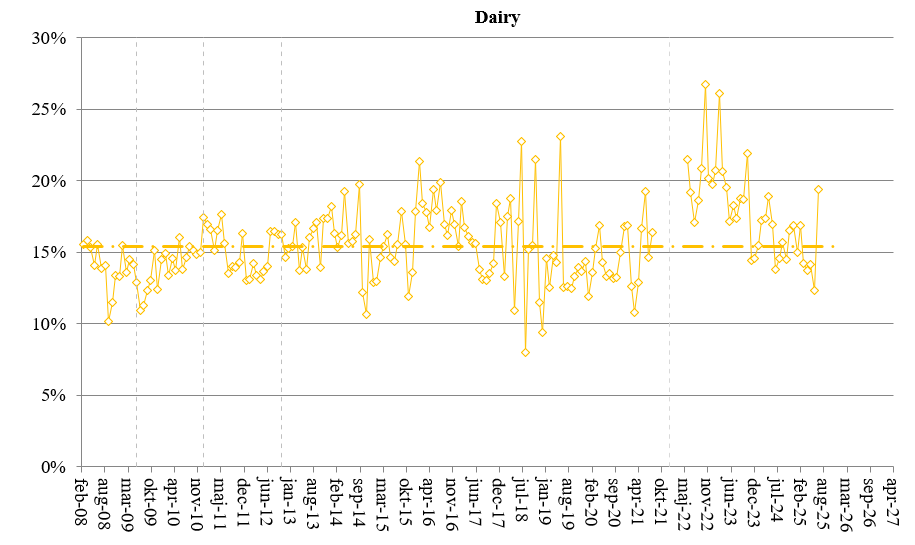 Dairy
30%
25%
20%
15%
10%
5%
0%
feb-08
aug-08
mar-09
okt-09
apr-10
nov-10
maj-11
dec-11
jun-12
jan-13
aug-13
feb-14
sep-14
mar-15
okt-15
apr-16
nov-16
jun-17
dec-17
jul-18
jan-19
aug-19
feb-20
sep-20
apr-21
okt-21
maj-22
nov-22
jun-23
dec-23
jul-24
feb-25
aug-25
mar-26
sep-26
apr-27